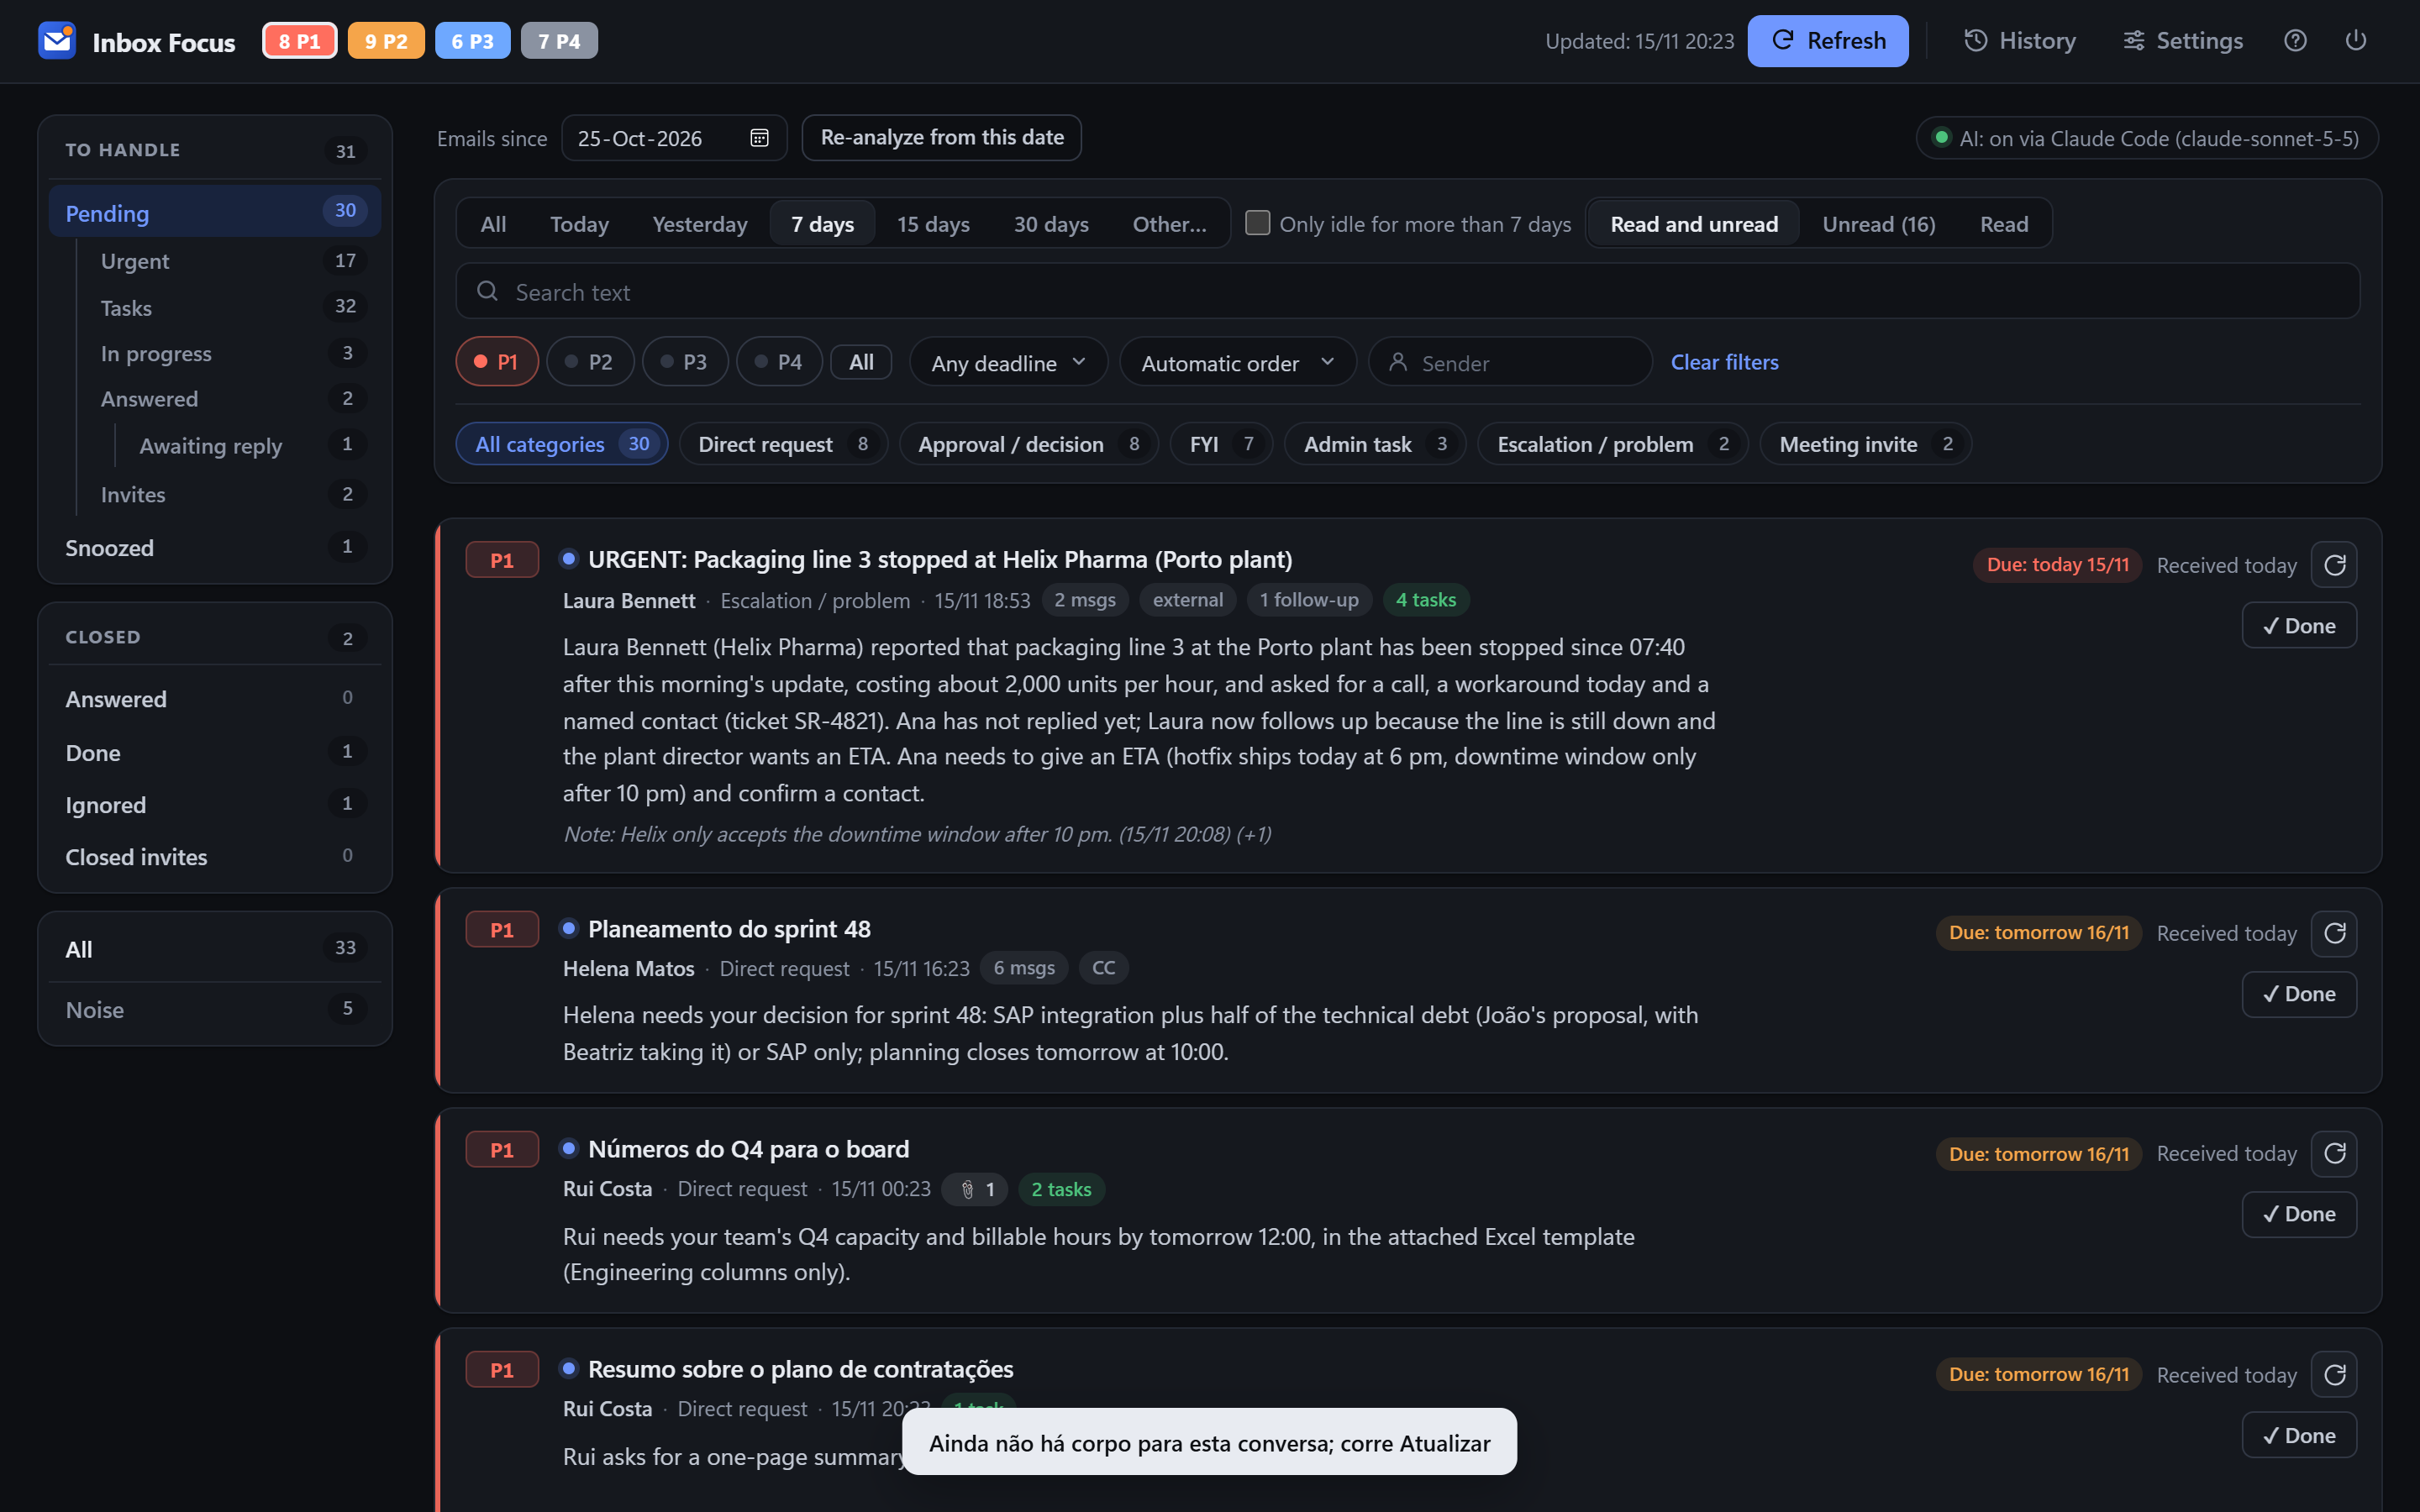 Inbox Focus
8 P1
9 P2
6 P3
7 P4
Updated: 15/11 20:23
Refresh
History
Settings
TO HANDLE 31
Pending 30
Urgent 17
Tasks 32
In progress 3
Answered 2
Awaiting reply 1
Invites 2
Snoozed 1
CLOSED 2
Answered 0
Done 1
Ignored 1
Closed invites 0
All 33
Noise 5
Emails since 25-Oct-2026 Re-analyze from this date
AI: on via Claude Code (claude-sonnet-5-5)
All Today Yesterday 7 days 15 days 30 days Other... Only idle for more than 7 days Read and unread Unread (16) Read
Search text
P1 P2 P3 P4 All Any deadline Automatic order Sender Clear filters
All categories 30 Direct request 8 Approval / decision 8 FYI 7 Admin task 3 Escalation / problem 2 Meeting invite 2
P1 URGENT: Packaging line 3 stopped at Helix Pharma (Porto plant)
Due: today 15/11 Received today
Laura Bennett · Escalation / problem · 15/11 18:53 2 msgs external 1 follow-up 4 tasks
✓ Done
Laura Bennett (Helix Pharma) reported that packaging line 3 at the Porto plant has been stopped since 07:40
after this morning's update, costing about 2,000 units per hour, and asked for a call, a workaround today and a
named contact (ticket SR-4821). Ana has not replied yet; Laura now follows up because the line is still down and
the plant director wants an ETA. Ana needs to give an ETA (hotfix ships today at 6 pm, downtime window only
after 10 pm) and confirm a contact.
Note: Helix only accepts the downtime window after 10 pm. (15/11 20:08) (+1)
P1 Planeamento do sprint 48
Due: tomorrow 16/11 Received today
Helena Matos · Direct request · 15/11 16:23 6 msgs CC
✓ Done
Helena needs your decision for sprint 48: SAP integration plus half of the technical debt (João's proposal, with
Beatriz taking it) or SAP only; planning closes tomorrow at 10:00.
P1 Números do Q4 para o board
Due: tomorrow 16/11 Received today
Rui Costa · Direct request · 15/11 00:23 1 2 tasks
✓ Done
Rui needs your team's Q4 capacity and billable hours by tomorrow 12:00, in the attached Excel template
(Engineering columns only).
P1 Resumo sobre o plano de contratações
Due: tomorrow 16/11 Received today
Rui Costa · Direct request · 15/11
✓ Done
Rui asks for a one-page summary
Ainda não há corpo para esta conversa; corre Atualizar